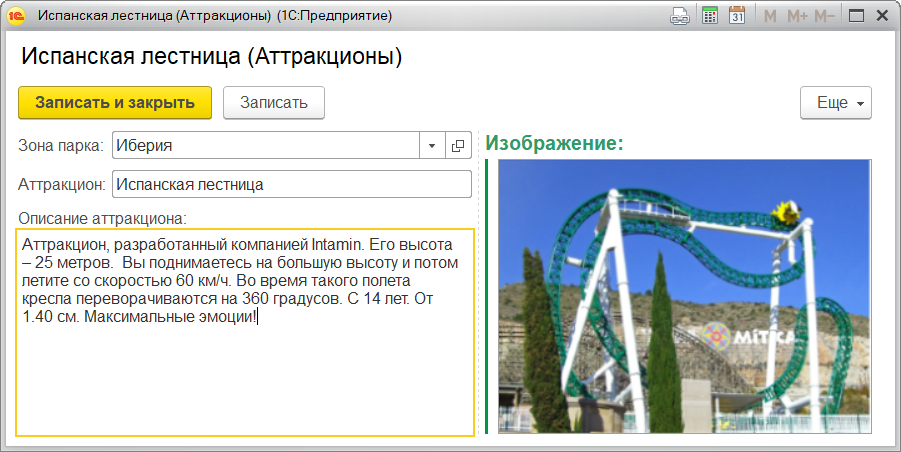 Испанская лестница (Аттракционы) (1С:Предприятие)
31 M M+ M-
Испанская лестница (Аттракционы)
Записать и закрыть Записать Еще
Зона парка: Иберия
Аттракцион: Испанская лестница
Описание аттракциона:
Аттракцион, разработанный компанией Intamin. Его высота
– 25 метров.  Вы поднимаетесь на большую высоту и потом
летите со скоростью 60 км/ч. Во время такого полета
кресла переворачиваются на 360 градусов. С 14 лет. От
1.40 см. Максимальные эмоции!
Изображение:
MiTKA